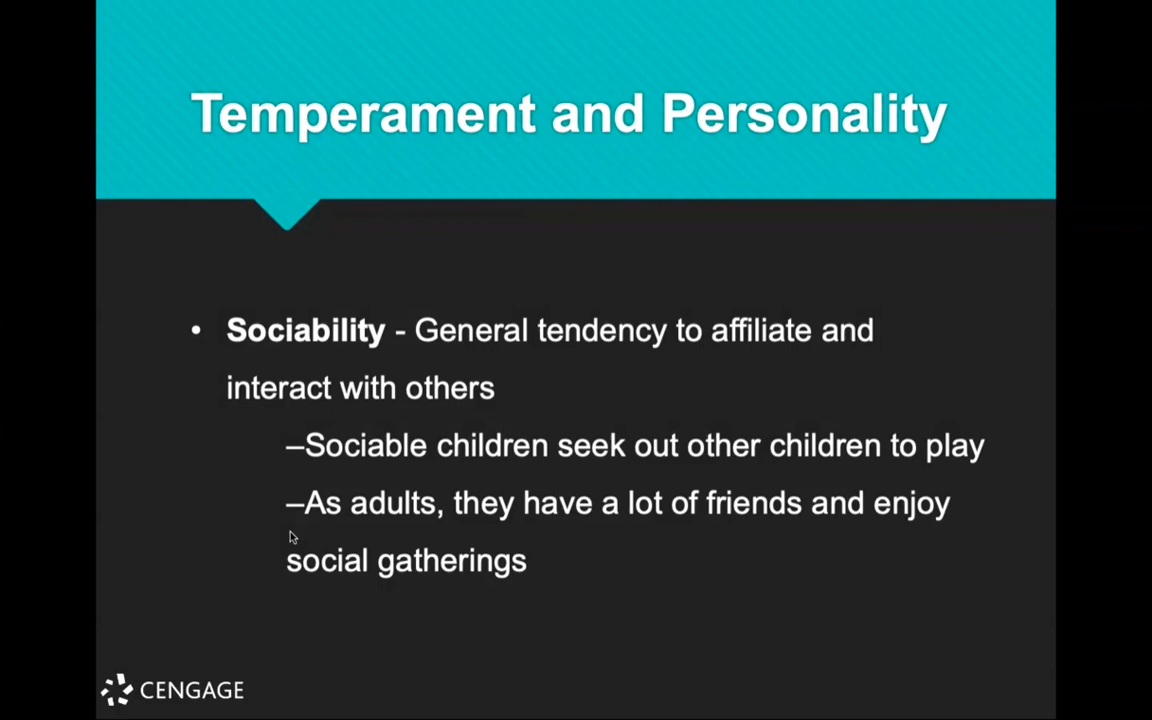 Temperament and Personality
• Sociability - General tendency to affiliate and
interact with others
–Sociable children seek out other children to play
–As adults, they have a lot of friends and enjoy
social gatherings
CENGAGE